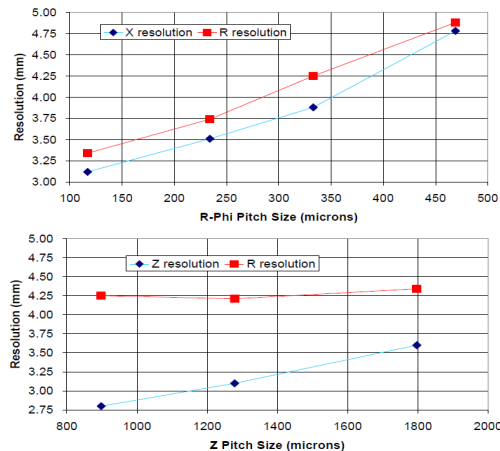 5.00
X resolution R resolution
4.75
4.50
4.25
4.00
3.75
3.50
3.25
3.00
Resolution (mm)
100 150 200 250 300 350 400 450 500
R-Phi Pitch Size (microns)
5.00
Z resolution R resolution
4.75
4.50
4.25
4.00
3.75
3.50
3.25
3.00
2.75
Resolution (mm)
800 1000 1200 1400 1600 1800 2000
Z Pitch Size (microns)